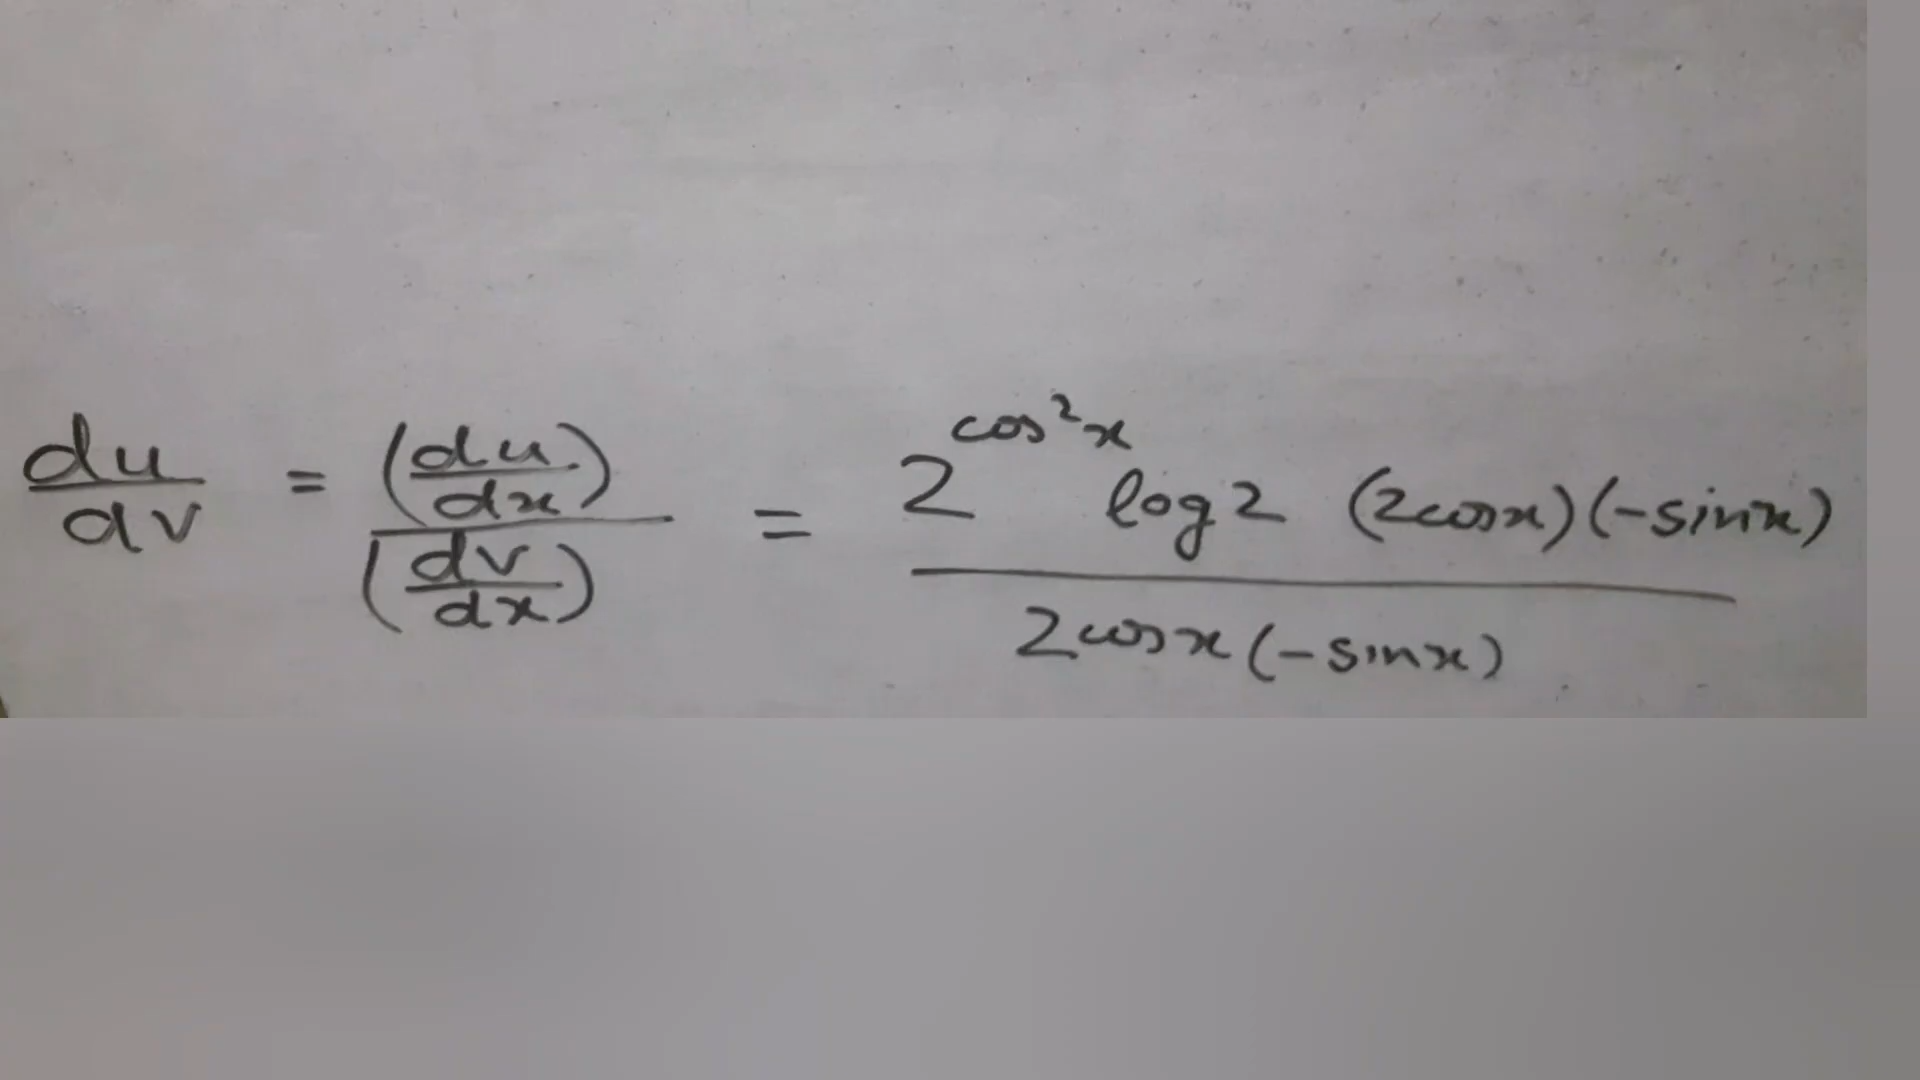 du/dv = (du/dx)/(dv/dx) = 2^cos²x log2 (2cosx)(-sinx) / 2cosx(-sinx)